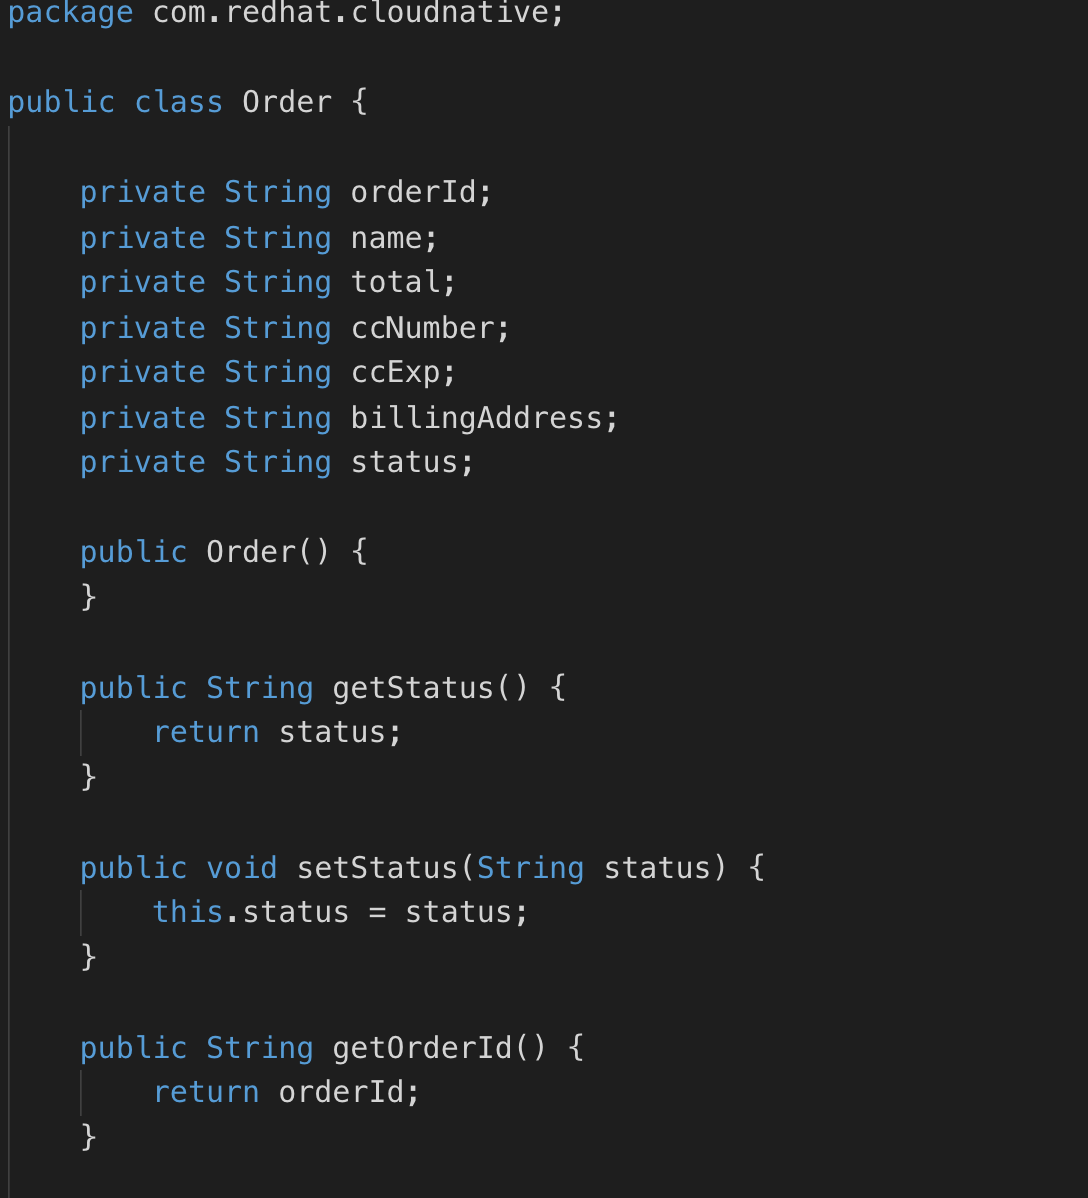 package com.redhat.cloudnative;
public class Order {
private String orderId;
private String name;
private String total;
private String ccNumber;
private String ccExp;
private String billingAddress;
private String status;
public Order() {
}
public String getStatus() {
return status;
}
public void setStatus(String status) {
this.status = status;
}
public String getOrderId() {
return orderId;
}